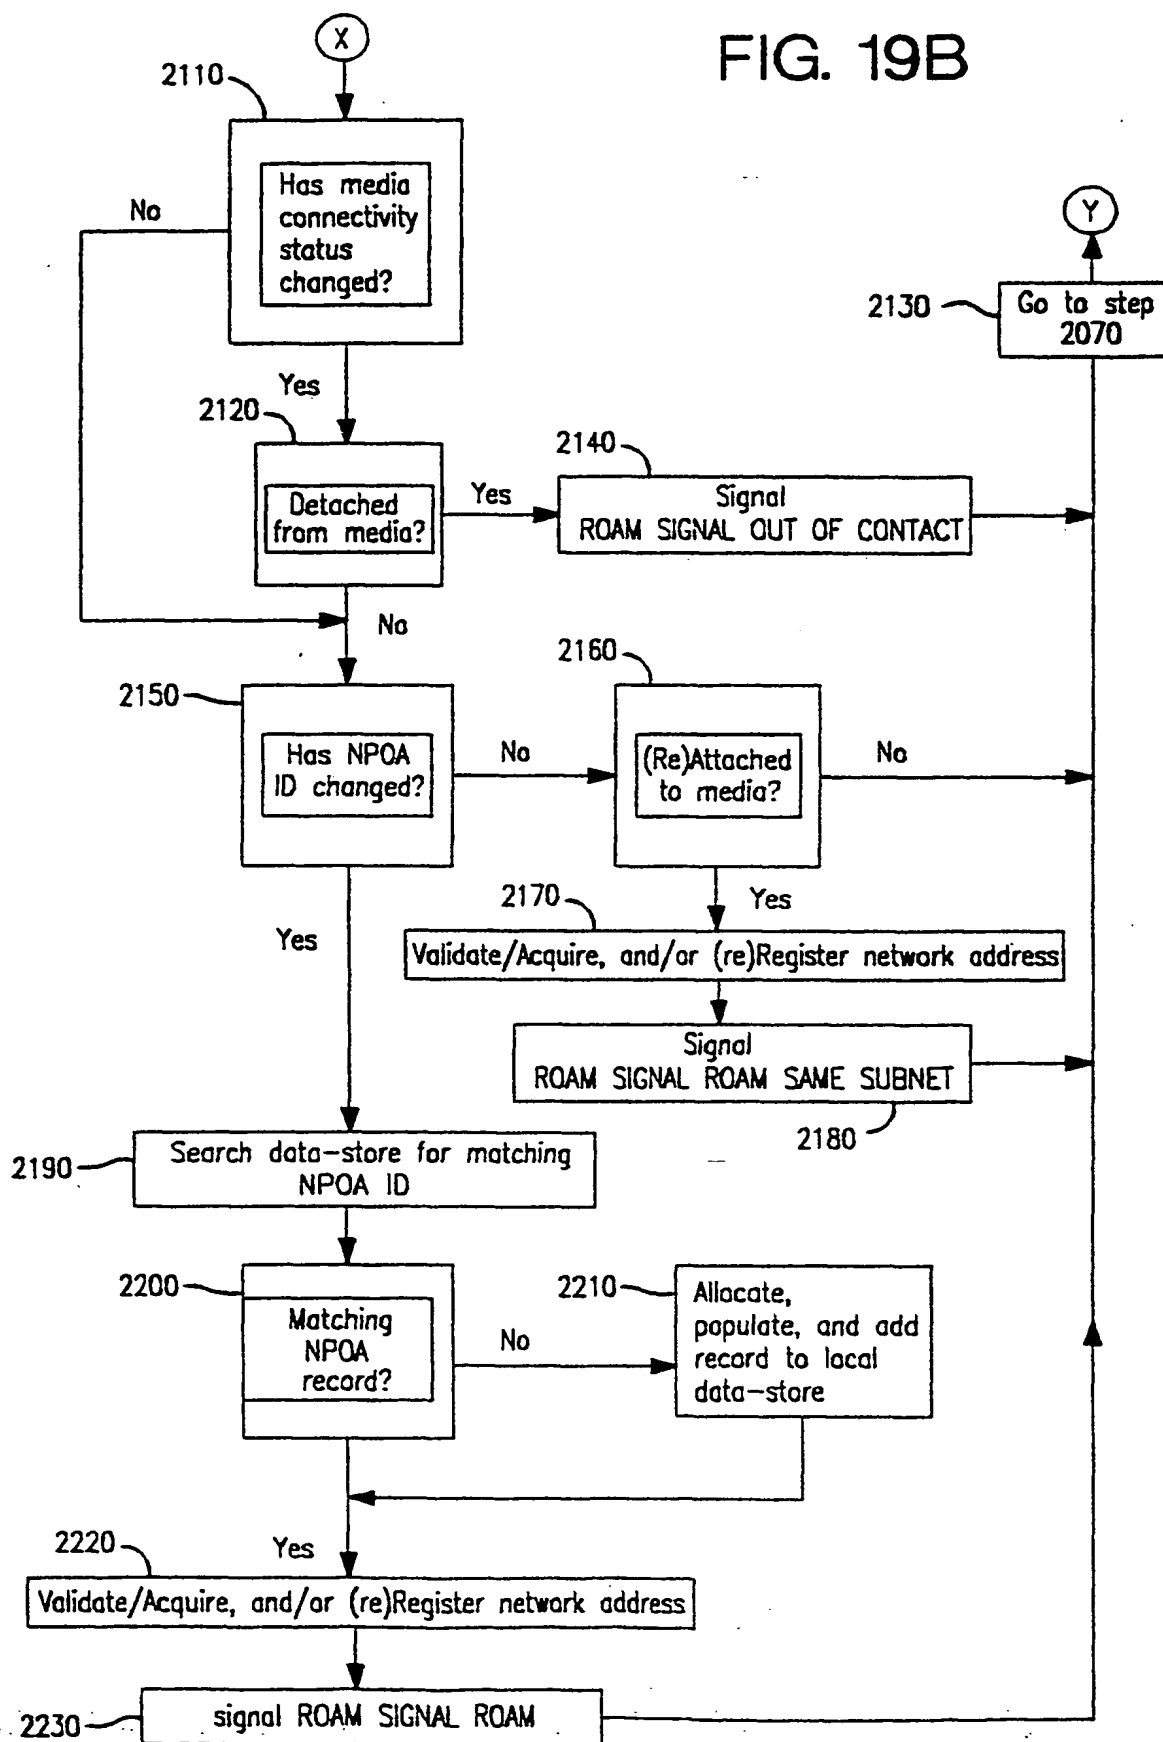 X
FIG. 19B
2110
Has media
connectivity
status
changed?
No
Y
2130
Go to step
2070
Yes
2120
Detached
from media?
Yes
2140
Signal
ROAM SIGNAL OUT OF CONTACT
No
2150
Has NPOA
ID changed?
No
2160
(Re)Attached
to media?
No
Yes
2170
Yes
Validate/Acquire, and/or (re)Register network address
Signal
ROAM SIGNAL ROAM SAME SUBNET
2180
2190
Search data-store for matching
NPOA ID
2200
Matching
NPOA
record?
No
2210
Allocate,
populate, and add
record to local
data-store
Yes
2220
Validate/Acquire, and/or (re)Register network address
2230
signal ROAM SIGNAL ROAM